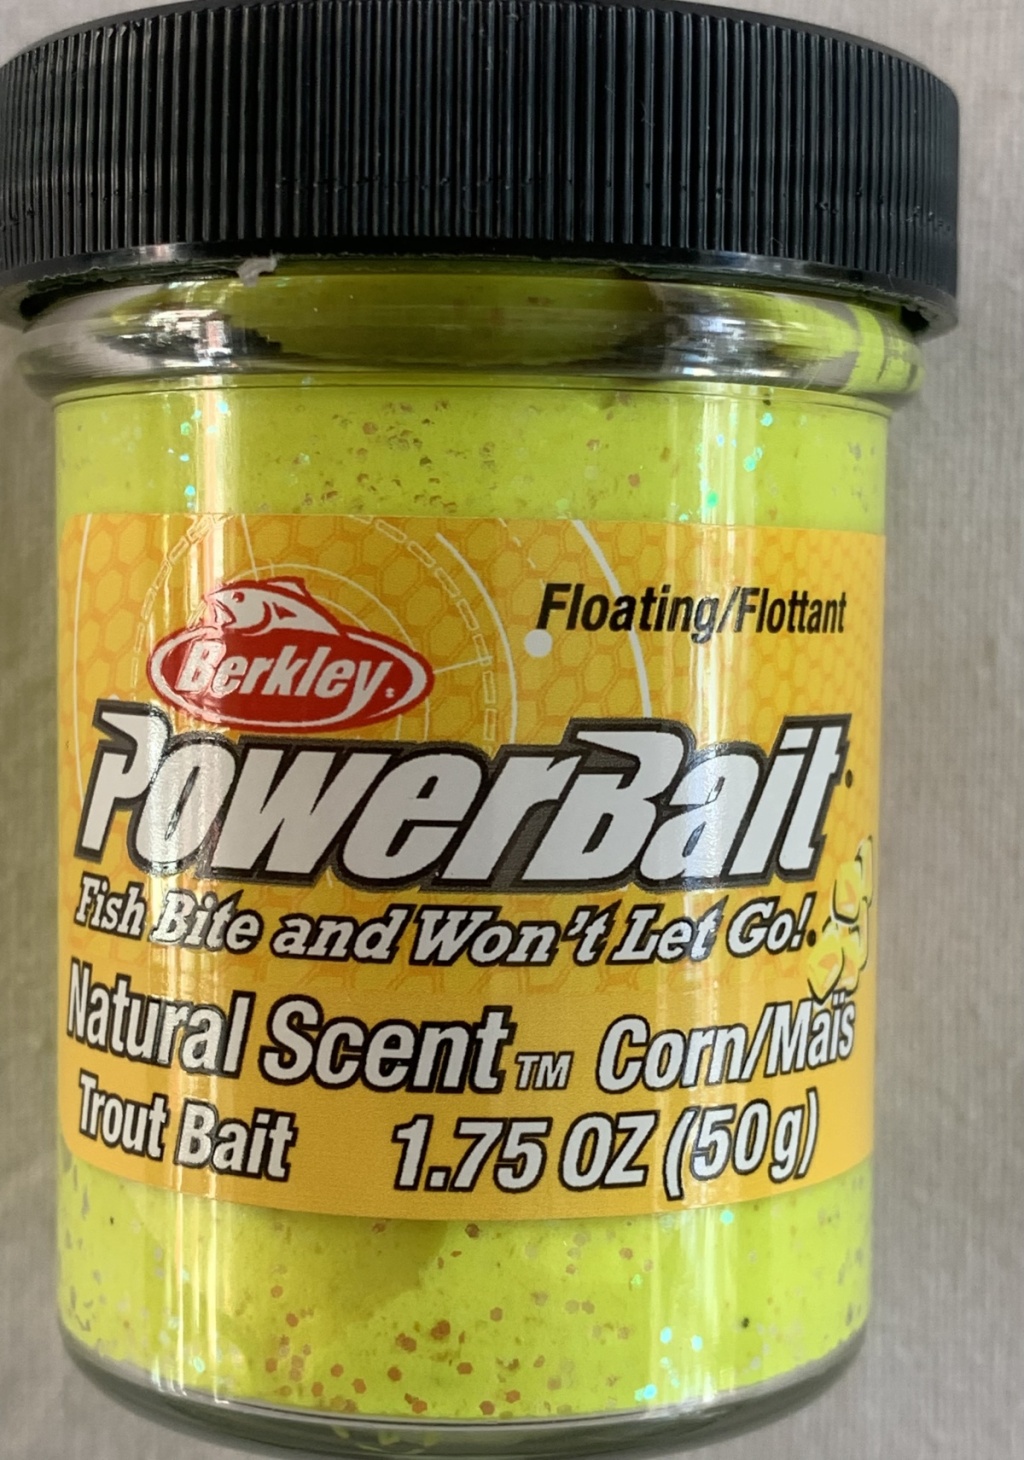 Floating/Flottant
Berkley
PowerBait
Fish Bite and Won't Let Go!
Natural Scent™ Corn/Maïs
Trout Bait 1.75 OZ (50 g)